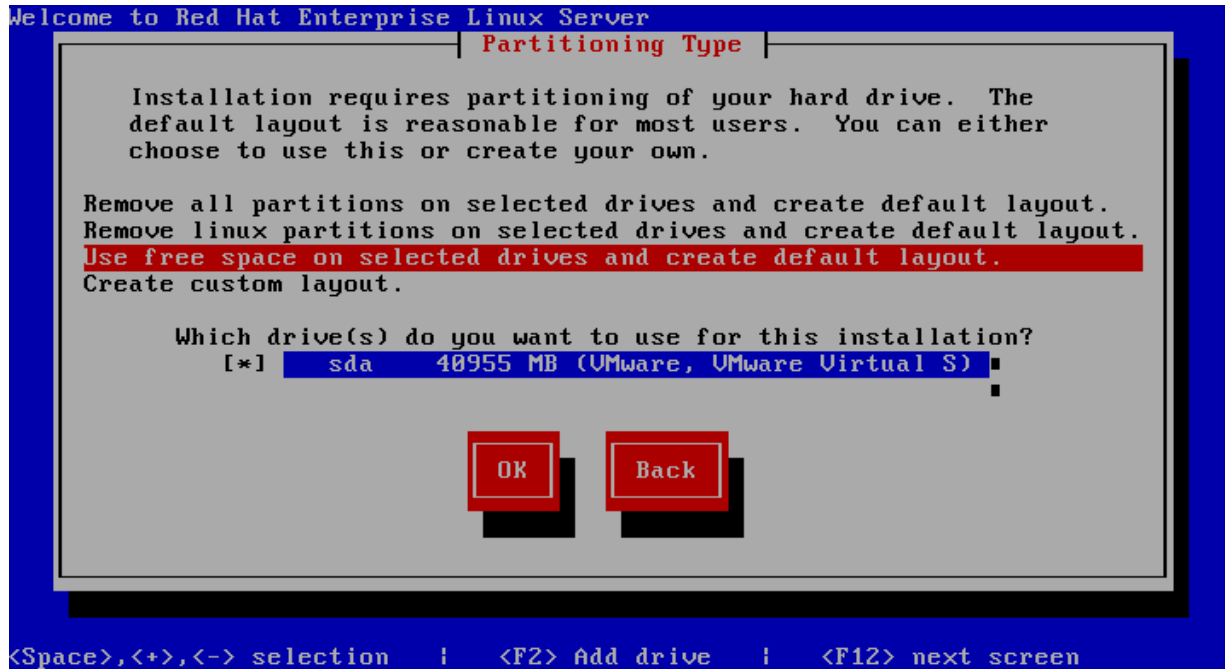 Welcome to Red Hat Enterprise Linux Server
Partitioning Type
Installation requires partitioning of your hard drive.  The
default layout is reasonable for most users.  You can either
choose to use this or create your own.
Remove all partitions on selected drives and create default layout.
Remove linux partitions on selected drives and create default layout.
Use free space on selected drives and create default layout.
Create custom layout.
Which drive(s) do you want to use for this installation?
[*] sda 40955 MB (VMware, VMware Virtual S)
OK Back
<Space>,<+>,<-> selection | <F2> Add drive | <F12> next screen